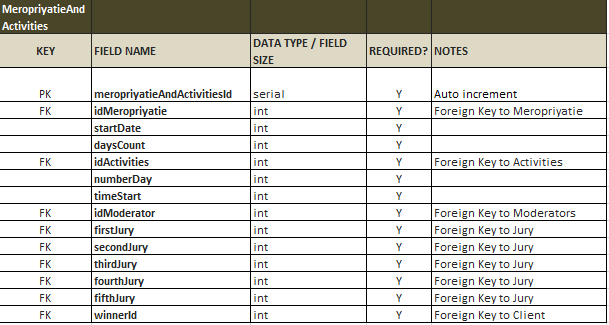 MeropriyatieAnd
Activities
KEY FIELD NAME DATA TYPE / FIELD SIZE REQUIRED? NOTES
PK meropriyatieAndActivitiesId serial Y Auto increment
FK idMeropriyatie int Y Foreign Key to Meropriyatie
startDate int Y
daysCount int Y
FK idActivities int Y Foreign Key to Activities
numberDay int Y
timeStart int Y
FK idModerator int Y Foreign Key to Moderators
FK firstJury int Y Foreign Key to Jury
FK secondJury int Y Foreign Key to Jury
FK thirdJury int Y Foreign Key to Jury
FK fourthJury int Y Foreign Key to Jury
FK fifthJury int Y Foreign Key to Jury
FK winnerId int Y Foreign Key to Client